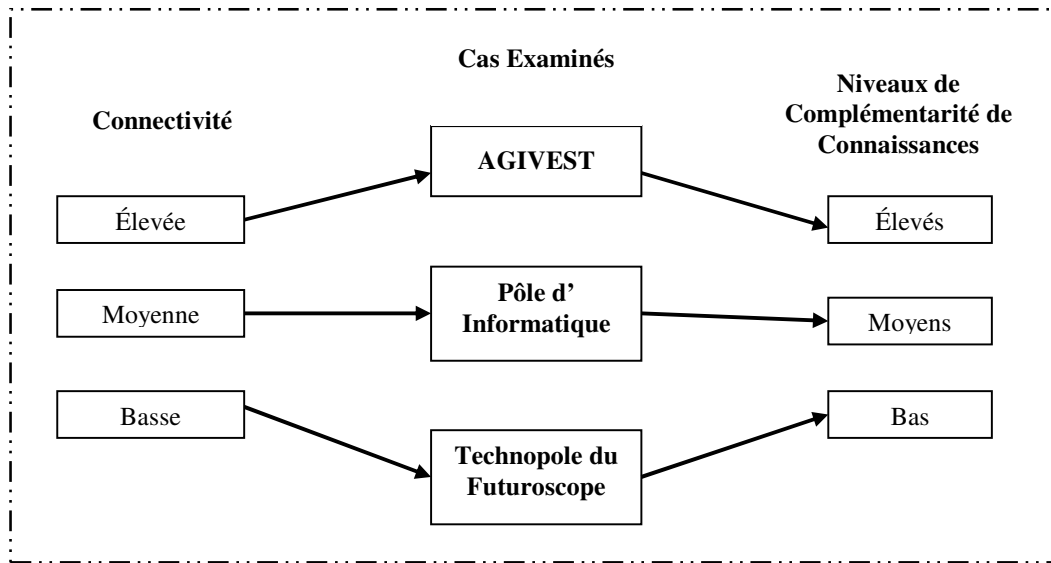 Cas Examinés
Connectivité
Niveaux de
Complémentarité de
Connaissances
AGIVEST
Élevée
Élevés
Moyenne
Pôle d’
Informatique
Moyens
Basse
Bas
Technopole du
Futuroscope